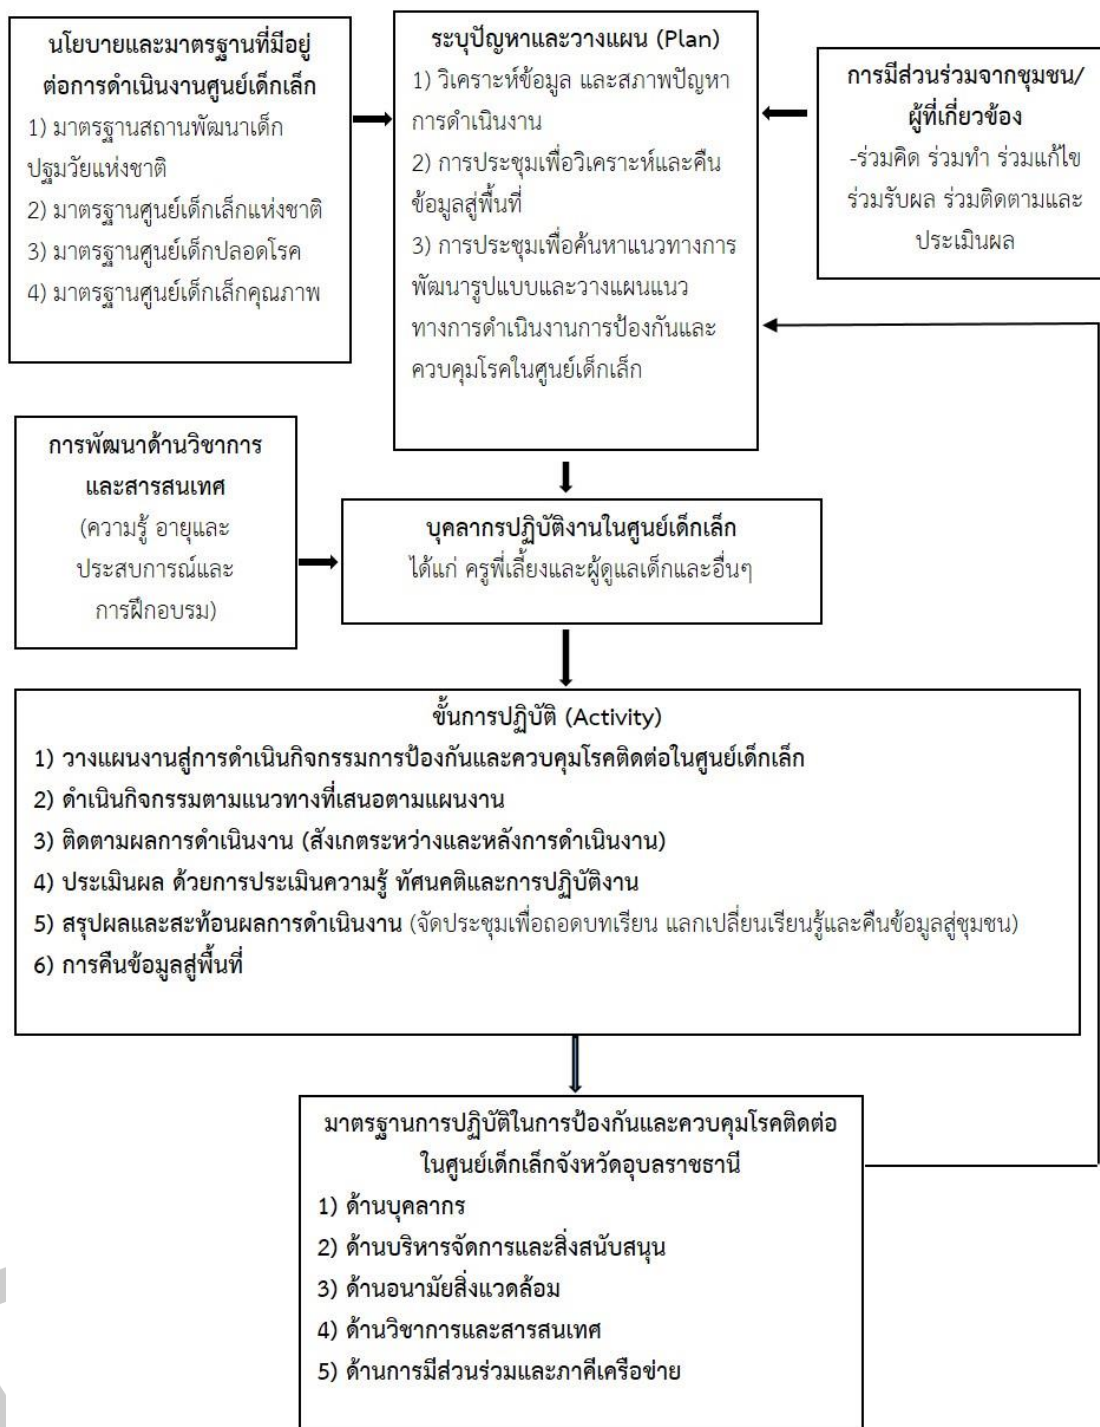 นโยบายและมาตรฐานที่มีอยู่
ต่อการดำเนินงานศูนย์เด็กเล็ก
1) มาตรฐานสถานพัฒนาเด็ก
ปฐมวัยแห่งชาติ
2) มาตรฐานศูนย์เด็กเล็กแห่งชาติ
3) มาตรฐานศูนย์เด็กปลอดโรค
4) มาตรฐานศูนย์เด็กเล็กคุณภาพ
ระบุปัญหาและวางแผน (Plan)
1) วิเคราะห์ข้อมูล และสภาพปัญหา
การดำเนินงาน
2) การประชุมเพื่อวิเคราะห์และคืน
ข้อมูลสู่พื้นที่
3) การประชุมเพื่อค้นหาแนวทางการ
พัฒนารูปแบบและวางแผนแนว
ทางการดำเนินงานการป้องกันและ
ควบคุมโรคในศูนย์เด็กเล็ก
การมีส่วนร่วมจากชุมชน/
ผู้ที่เกี่ยวข้อง
-ร่วมคิด ร่วมทำ ร่วมแก้ไข
ร่วมรับผล ร่วมติดตามและ
ประเมินผล
การพัฒนาด้านวิชาการ
และสารสนเทศ
(ความรู้ อายุและ
ประสบการณ์และ
การฝึกอบรม)
บุคลากรปฏิบัติงานในศูนย์เด็กเล็ก
ได้แก่ ครูพี่เลี้ยงและผู้ดูแลเด็กและอื่นๆ
ขั้นการปฏิบัติ (Activity)
1) วางแผนงานสู่การดำเนินกิจกรรมการป้องกันและควบคุมโรคติดต่อในศูนย์เด็กเล็ก
2) ดำเนินกิจกรรมตามแนวทางที่เสนอตามแผนงาน
3) ติดตามผลการดำเนินงาน (สังเกตระหว่างและหลังการดำเนินงาน)
4) ประเมินผล ด้วยการประเมินความรู้ ทัศนคติและการปฏิบัติงาน
5) สรุปผลและสะท้อนผลการดำเนินงาน (จัดประชุมเพื่อถอดบทเรียน แลกเปลี่ยนเรียนรู้และคืนข้อมูลสู่ชุมชน)
6) การคืนข้อมูลสู่พื้นที่
มาตรฐานการปฏิบัติในการป้องกันและควบคุมโรคติดต่อ
ในศูนย์เด็กเล็กจังหวัดอุบลราชธานี
1) ด้านบุคลากร
2) ด้านบริหารจัดการและสิ่งสนับสนุน
3) ด้านอนามัยสิ่งแวดล้อม
4) ด้านวิชาการและสารสนเทศ
5) ด้านการมีส่วนร่วมและภาคีเครือข่าย